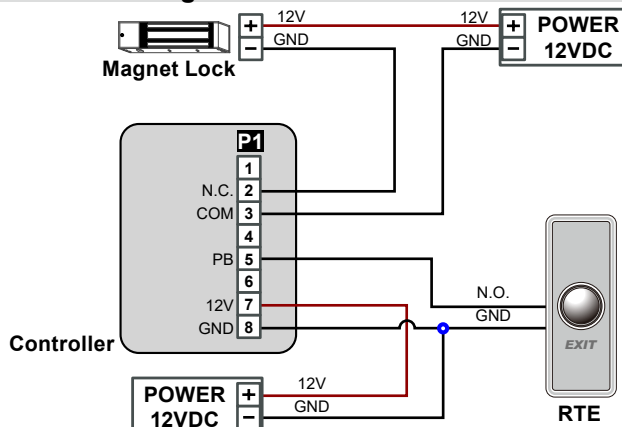 12V
12V
+
+
POWER
GND
GND
−
−
12VDC
Magnet Lock
P1
1
N.C. 2
COM 3
4
PB 5
6
N.O.
12V 7
GND
GND 8
EXIT
Controller
12V
POWER +
GND
12VDC −
RTE